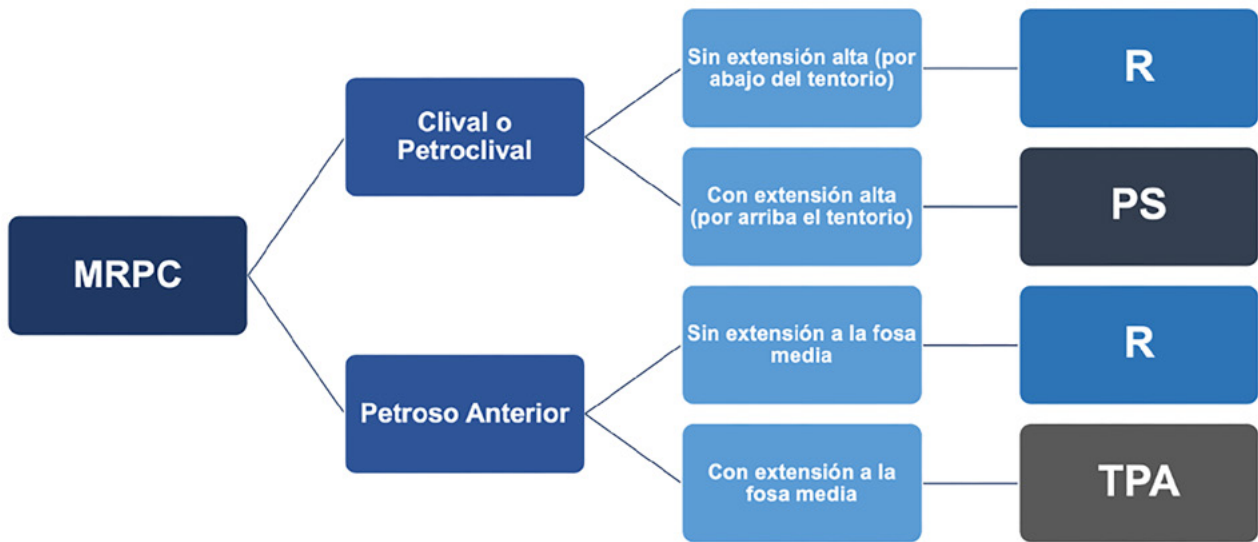 MRPC
Clival o
Petroclival
Sin extensión alta (por
abajo del tentorio)
R
Con extensión alta
(por arriba el tentorio)
PS
Petroso Anterior
Sin extensión a la fosa
media
R
Con extensión a la
fosa media
TPA